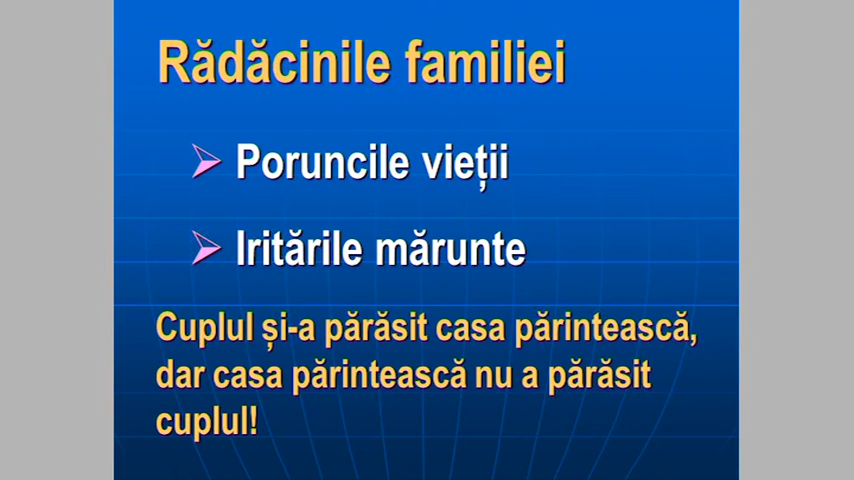 Rădăcinile familiei
Poruncile vieții
Iritările mărunte
Cuplul și-a părăsit casa părintească,
dar casa părintească nu a părăsit
cuplul!